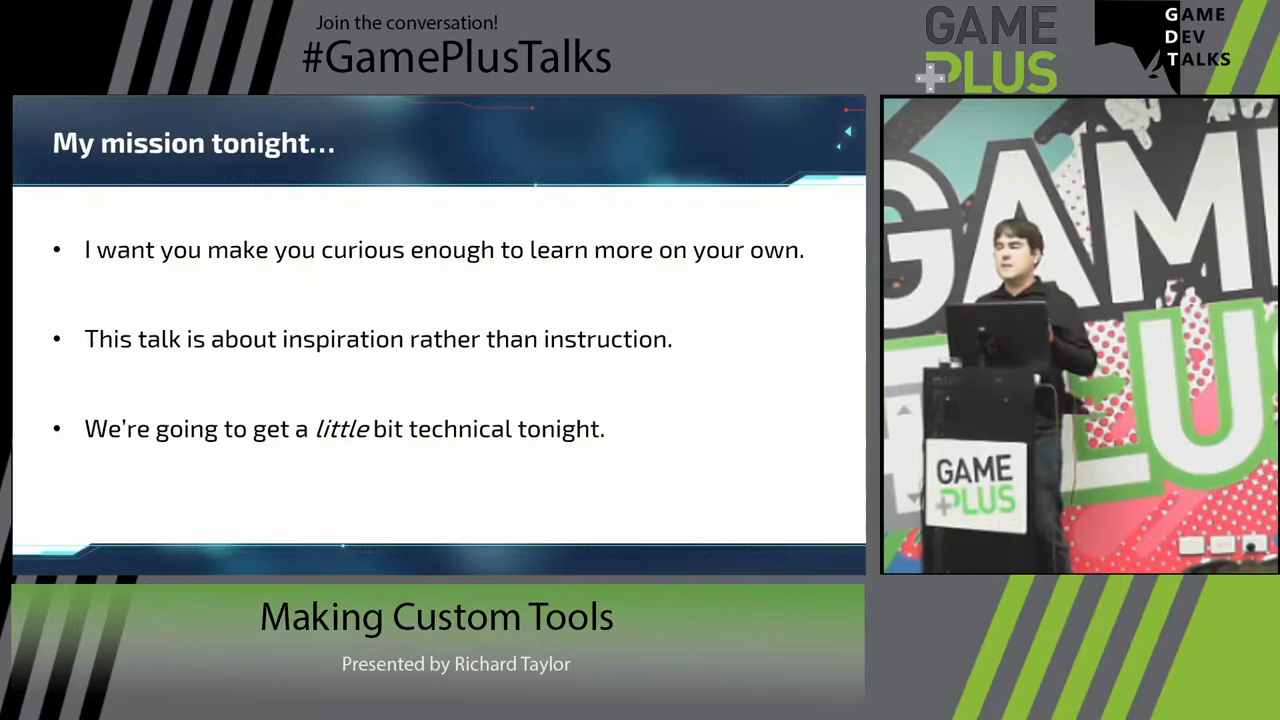 Join the conversation!
#GamePlusTalks
GAME
PLUS
GAME
DEV
TALKS
My mission tonight…
• I want you make you curious enough to learn more on your own.
• This talk is about inspiration rather than instruction.
• We're going to get a little bit technical tonight.
GAM
LU
GAME
PLUS
Making Custom Tools
Presented by Richard Taylor